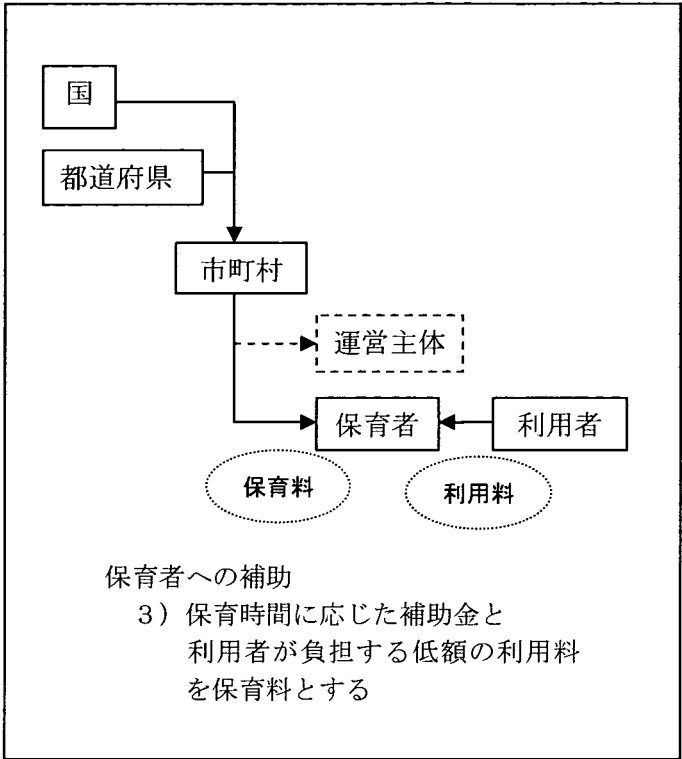 国
都道府県
市町村
運営主体
保育者
利用者
保育料
利用料
保育者への補助
3）保育時間に応じた補助金と
利用者が負担する低額の利用料
を保育料とする